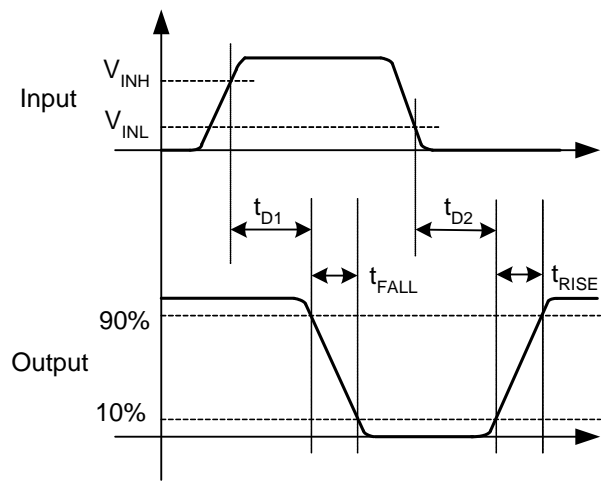 V_INH
Input
V_INL
t_D1
t_D2
t_FALL
t_RISE
90%
Output
10%